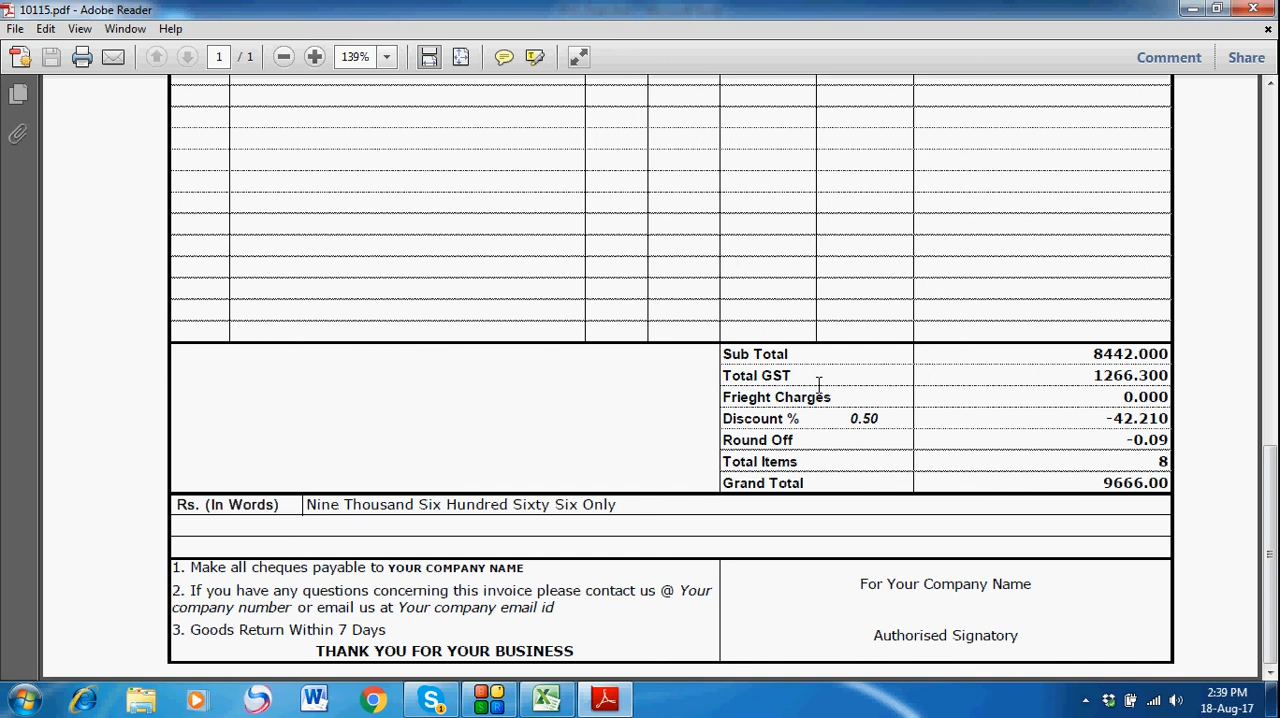 10115.pdf - Adobe Reader
File Edit View Window Help
1 / 1 139% Comment Share
Sub Total 8442.000
Total GST 1266.300
Frieght Charges 0.000
Discount % 0.50 -42.210
Round Off -0.09
Total Items 8
Grand Total 9666.00
Rs. (In Words) Nine Thousand Six Hundred Sixty Six Only
1. Make all cheques payable to YOUR COMPANY NAME
2. If you have any questions concerning this invoice please contact us @ Your
company number or email us at Your company email id
3. Goods Return Within 7 Days
THANK YOU FOR YOUR BUSINESS
For Your Company Name
Authorised Signatory
2:39 PM
18-Aug-17